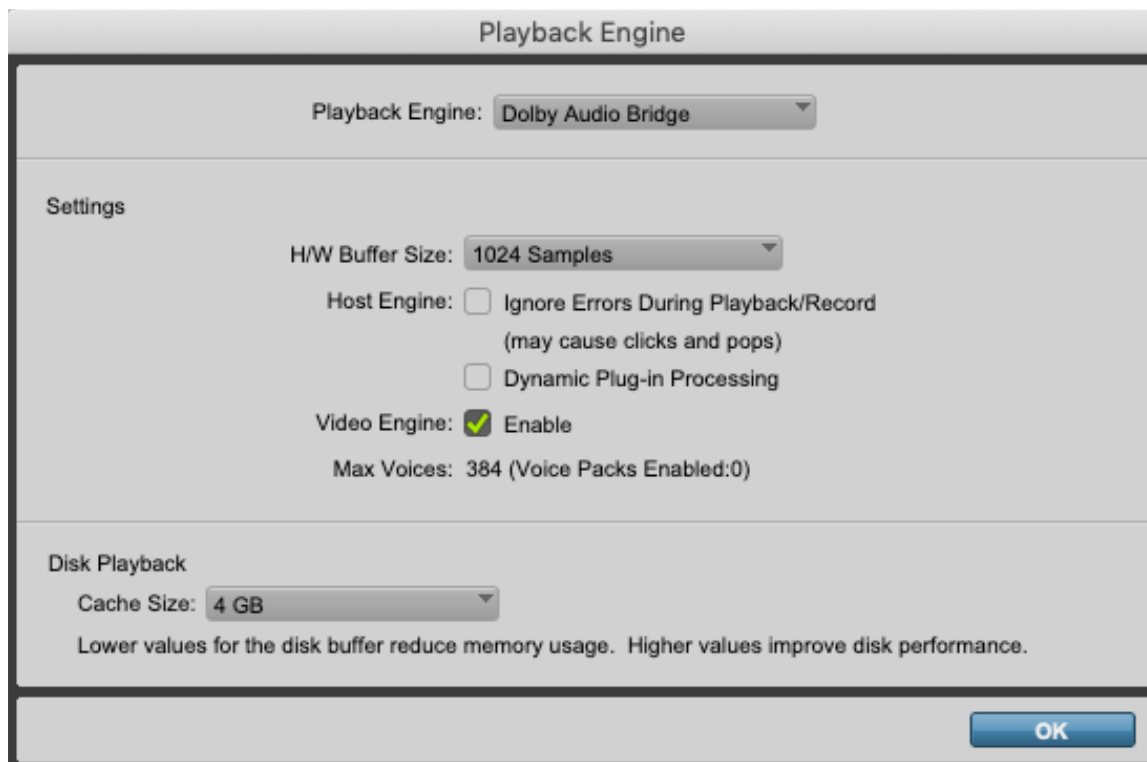 Playback Engine
Playback Engine: Dolby Audio Bridge
Settings
H/W Buffer Size: 1024 Samples
Host Engine: Ignore Errors During Playback/Record
(may cause clicks and pops)
Dynamic Plug-in Processing
Video Engine: Enable
Max Voices: 384 (Voice Packs Enabled:0)
Disk Playback
Cache Size: 4 GB
Lower values for the disk buffer reduce memory usage. Higher values improve disk performance.
OK